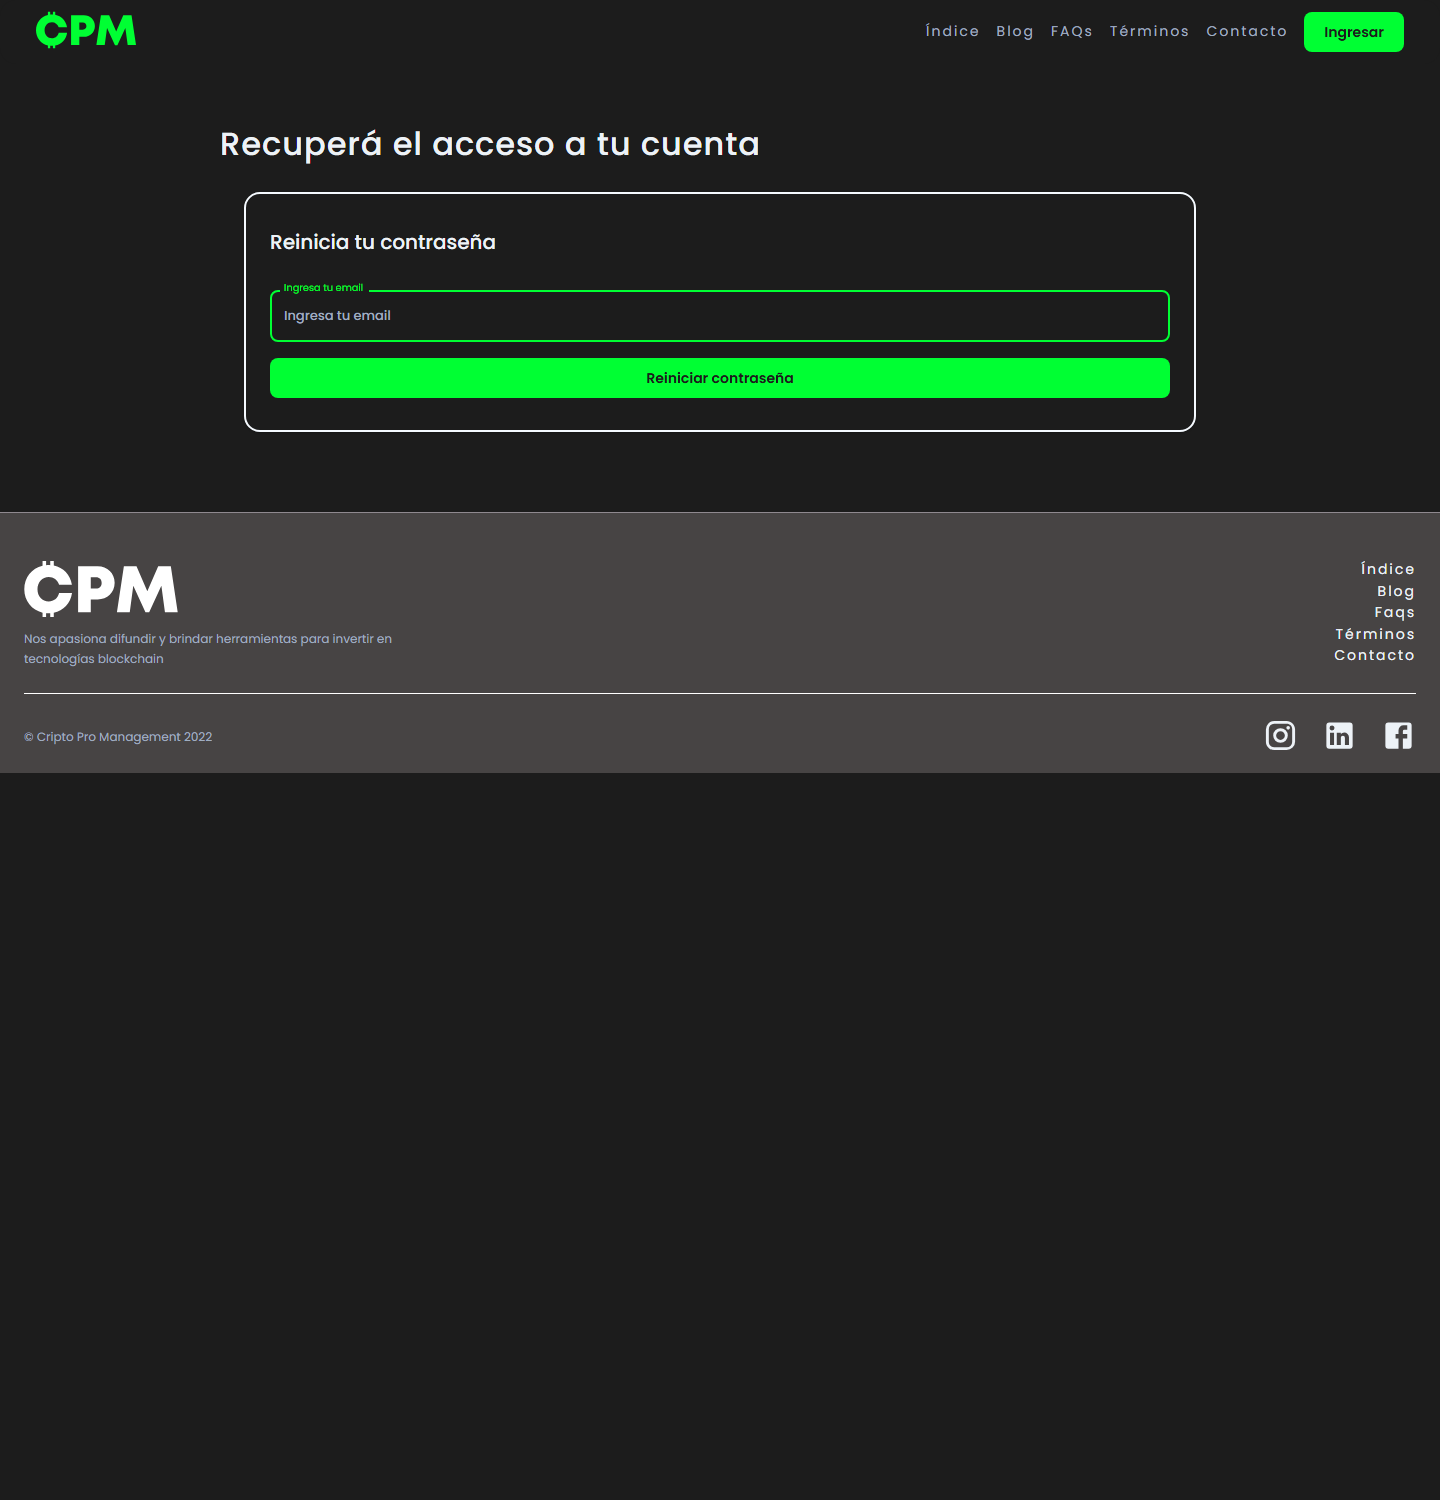 CPM
Índice Blog FAQs Términos Contacto Ingresar
Recuperá el acceso a tu cuenta
Reinicia tu contraseña
Ingresa tu email
Ingresa tu email
Reiniciar contraseña
CPM
Nos apasiona difundir y brindar herramientas para invertir en
tecnologías blockchain
Índice
Blog
Faqs
Términos
Contacto
© Cripto Pro Management 2022